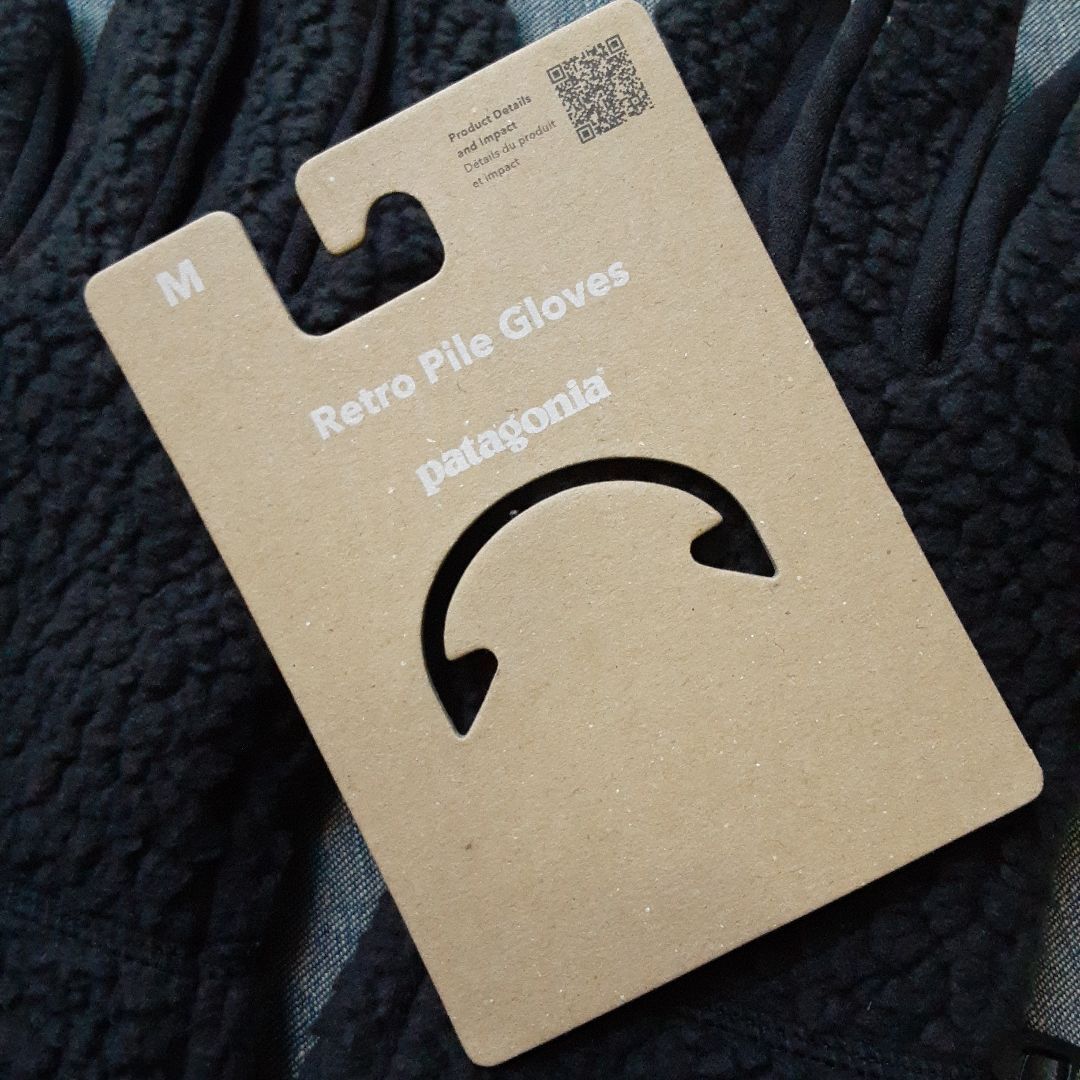 Product Details
and Impact
Détails du produit
et impact
M
Retro Pile Gloves
patagonia®